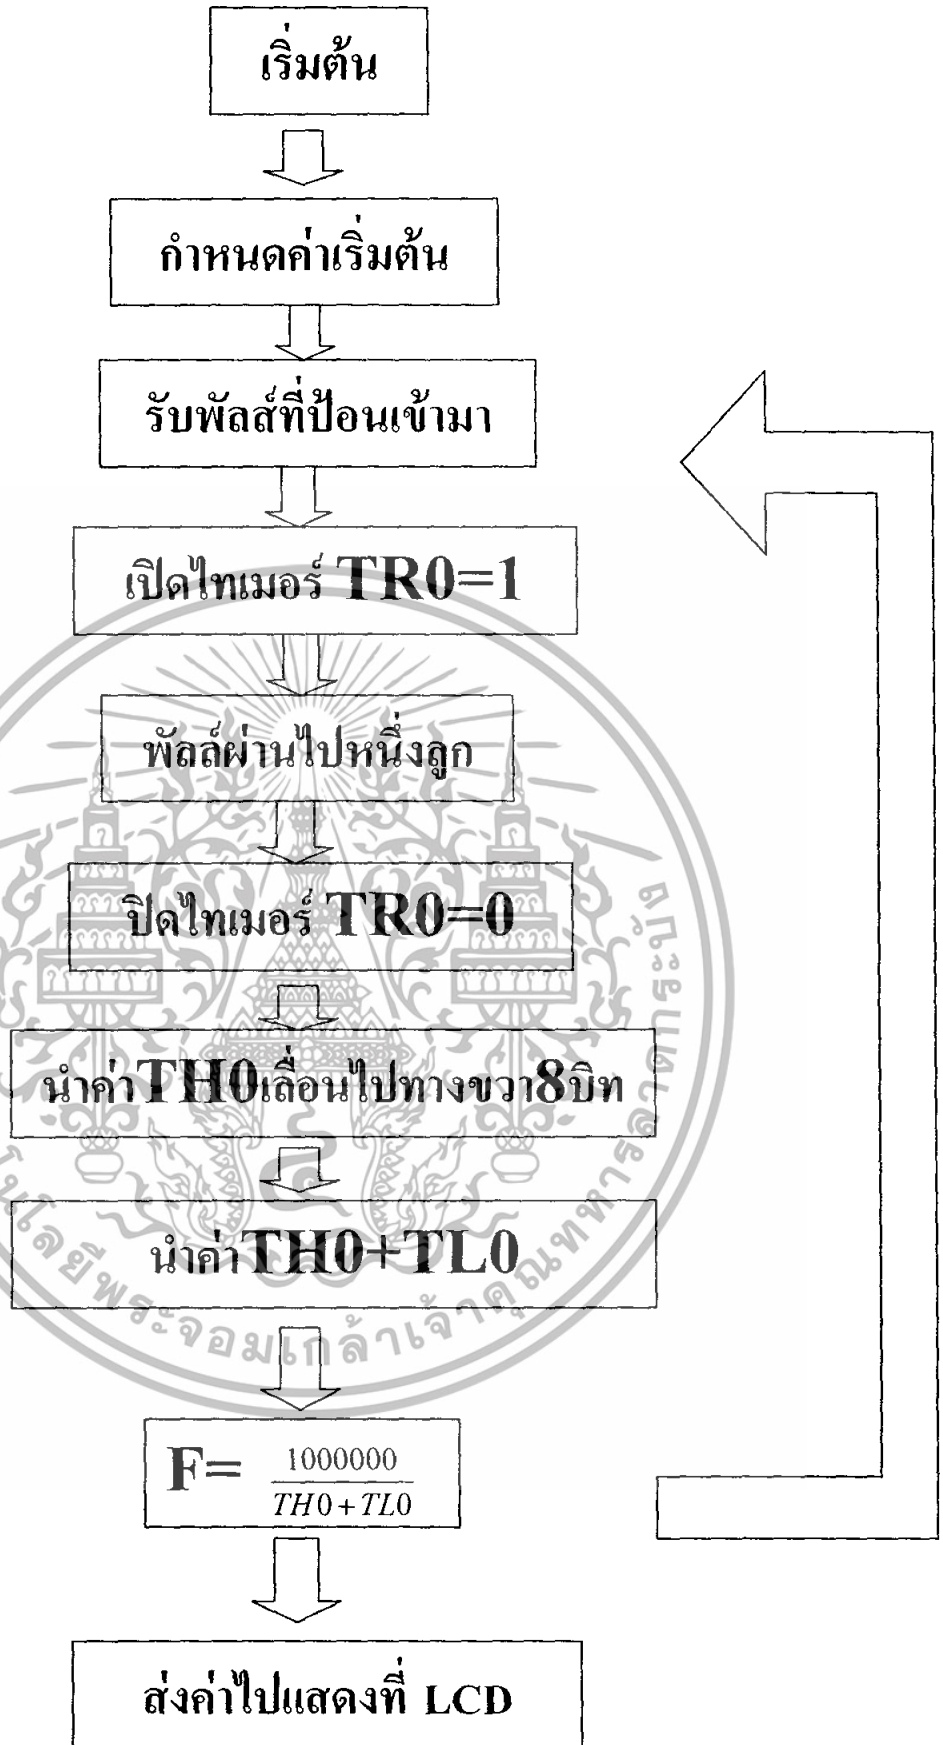 เริ่มต้น
กำหนดค่าเริ่มต้น
รับพัลส์ที่ป้อนเข้ามา
เปิดไทเมอร์ TR0=1
พัลล์ผ่านไปหนึ่งลูก
ปิดไทเมอร์ TR0=0
นำค่าTH0เลื่อนไปทางขวา8บิท
นำค่าTH0+TL0
F= 1000000
TH0+TL0
ส่งค่าไปแสดงที่ LCD